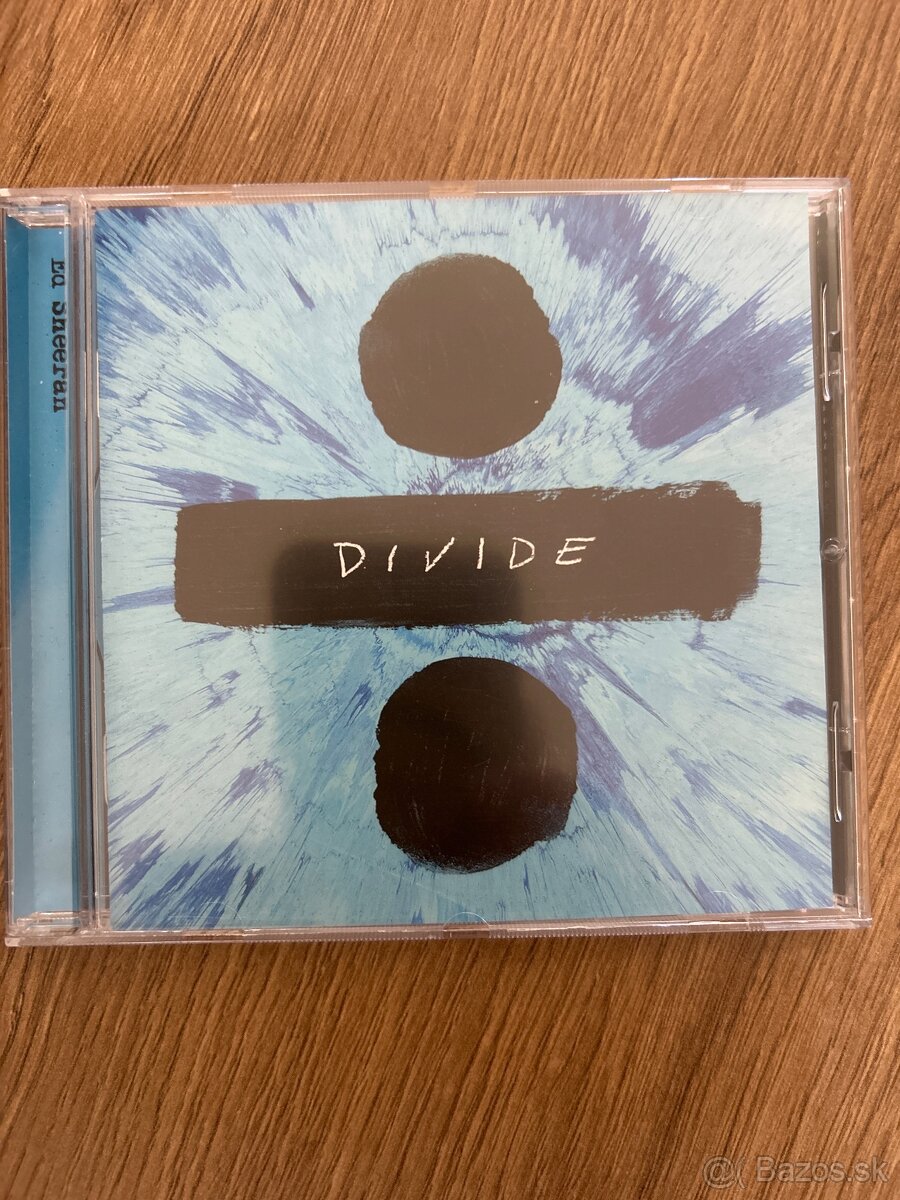 Ed Sheeran
DIVIDE
@( Bazos.sk